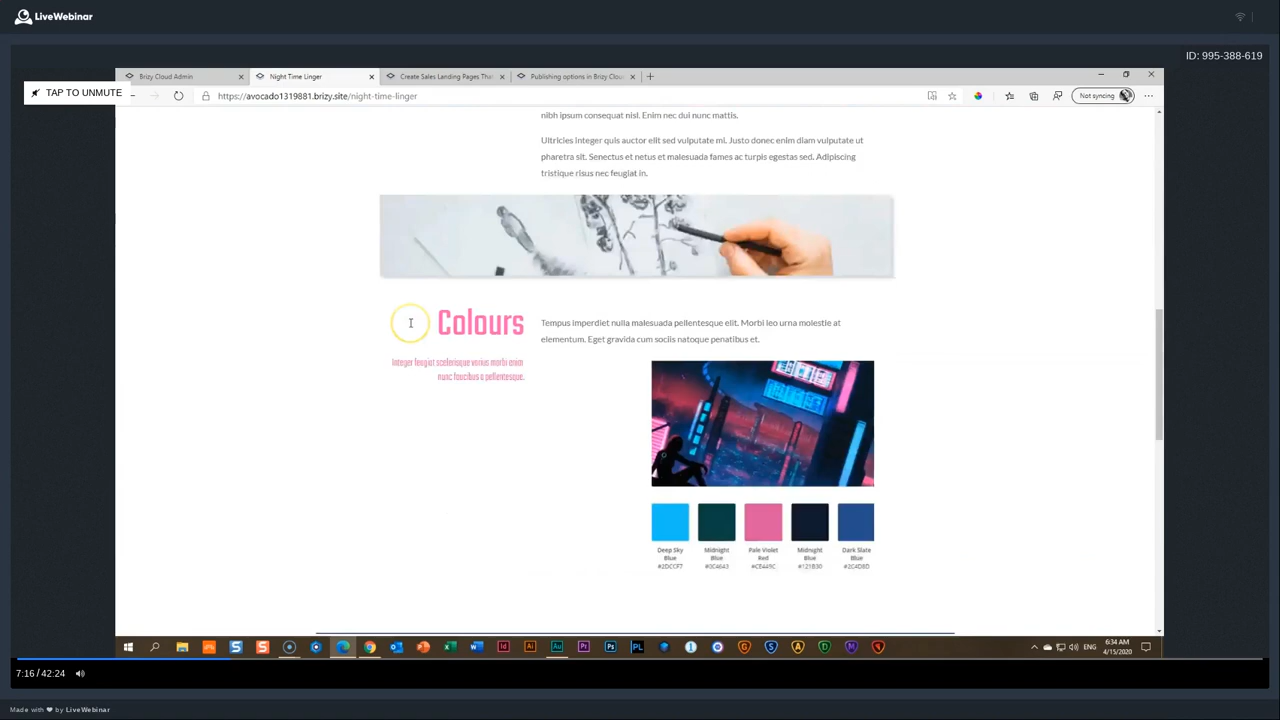 LiveWebinar
ID: 995-388-619
Brizy Cloud Admin
Night Time Linger
Create Sales Landing Pages That
Publishing options in Brizy Clou
TAP TO UNMUTE
https://avocado1319881.brizy.site/night-time-linger
Not syncing
nibh ipsum consequat nisl. Enim nec dui nunc mattis.
Ultricies integer quis auctor elit sed vulputate mi. Justo donec enim diam vulputate ut
pharetra sit. Senectus et netus et malesuada fames ac turpis egestas sed. Adipiscing
tristique risus nec feugiat in.
Colours
Tempus imperdiet nulla malesuada pellentesque elit. Morbi leo urna molestie at
elementum. Eget gravida cum sociis natoque penatibus et.
Integer feugiat scelerisque varius morbi enim
nunc faucibus a pellentesque.
Deep Sky
Blue
#2DCCF7
Midnight
Blue
#0C4643
Pale Violet
Red
#CE449C
Midnight
Blue
#121B30
Dark Slate
Blue
#2C4D8D
ENG
6:34 AM
4/15/2020
7:16 / 42:24
Made with ❤ by LiveWebinar